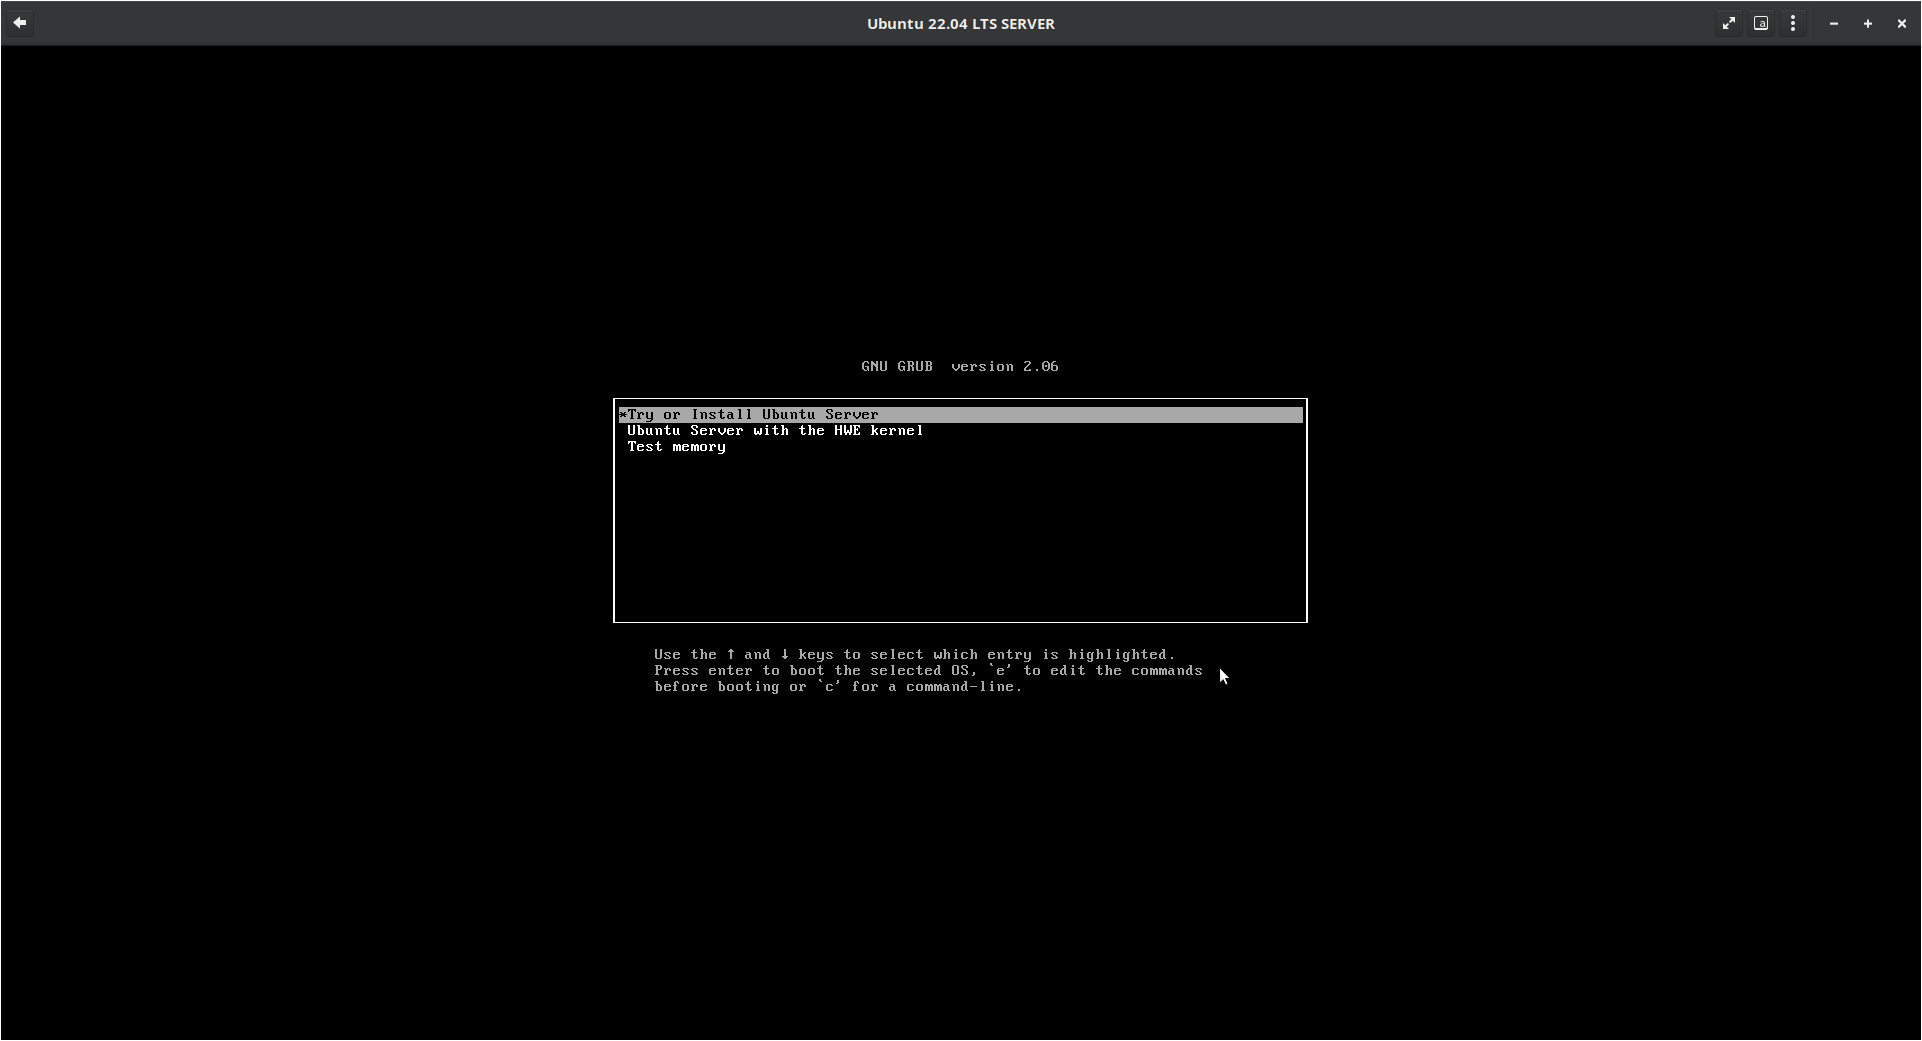 Ubuntu 22.04 LTS SERVER
a
GNU GRUB  version 2.06
*Try or Install Ubuntu Server
Ubuntu Server with the HWE kernel
Test memory
Use the ↑ and ↓ keys to select which entry is highlighted.
Press enter to boot the selected OS, `e' to edit the commands
before booting or `c' for a command-line.